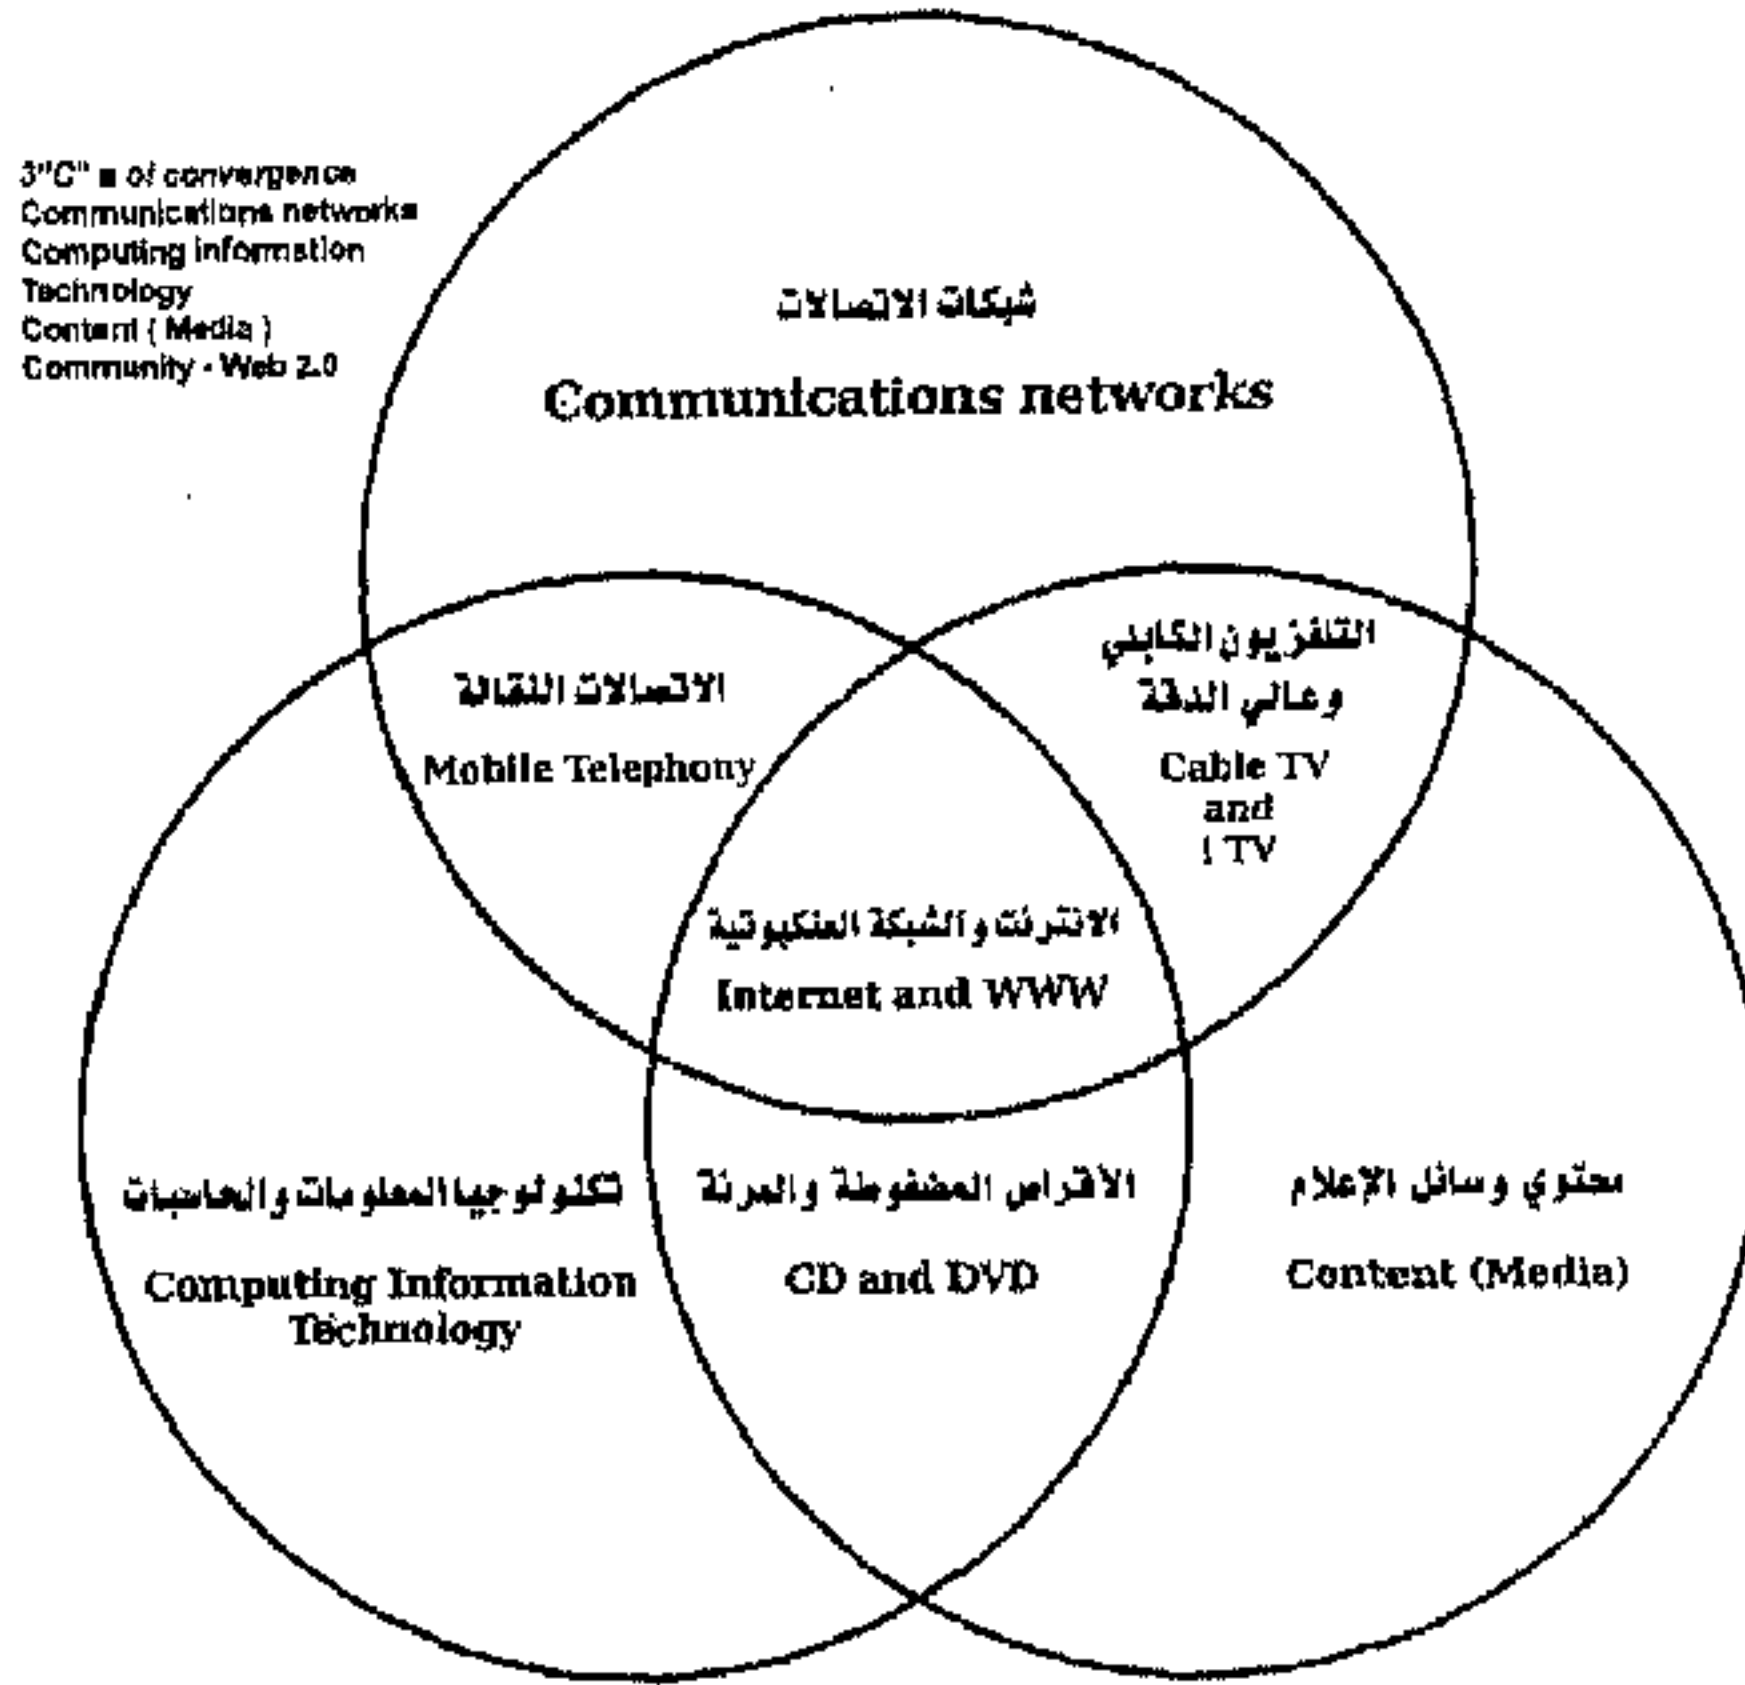 3"C" s of convergence
Communications networks
Computing information
Technology
Content ( Media )
Community - Web 2.0
شبكات الاتصالات
Communications networks
الاتصالات النقالة
Mobile Telephony
التلفزيون الكابلي
وعالي الدقة
Cable TV
and
I TV
الانترنت والشبكة العنكبوتية
Internet and WWW
تكنولوجيا المعلومات والحاسبات
Computing Information
Technology
الأقراص المضغوطة والمرنة
CD and DVD
محتوي وسائل الإعلام
Content (Media)